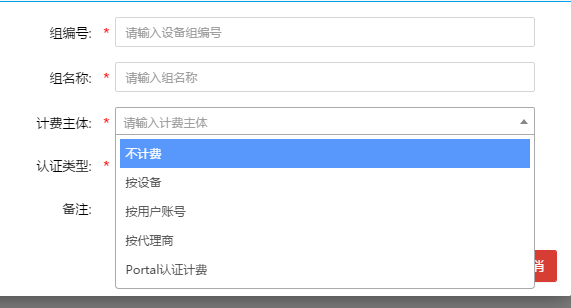 组编号: * 请输入设备组编号
组名称: * 请输入组名称
计费主体: * 请输入计费主体
不计费
认证类型: *
按设备
按用户账号
备注:
按代理商
Portal认证计费
消